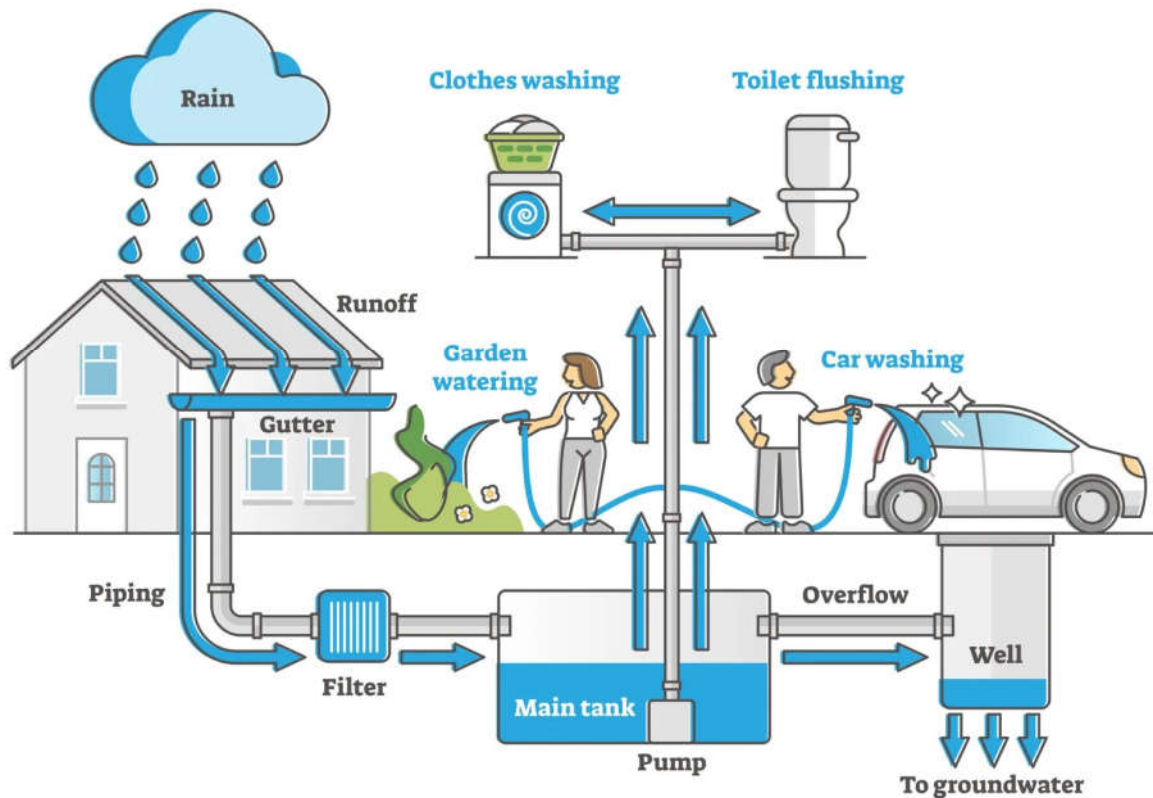 Rain
Clothes washing
Toilet flushing
Runoff
Garden
watering
Car washing
Gutter
Piping
Filter
Main tank
Pump
Overflow
Well
To groundwater